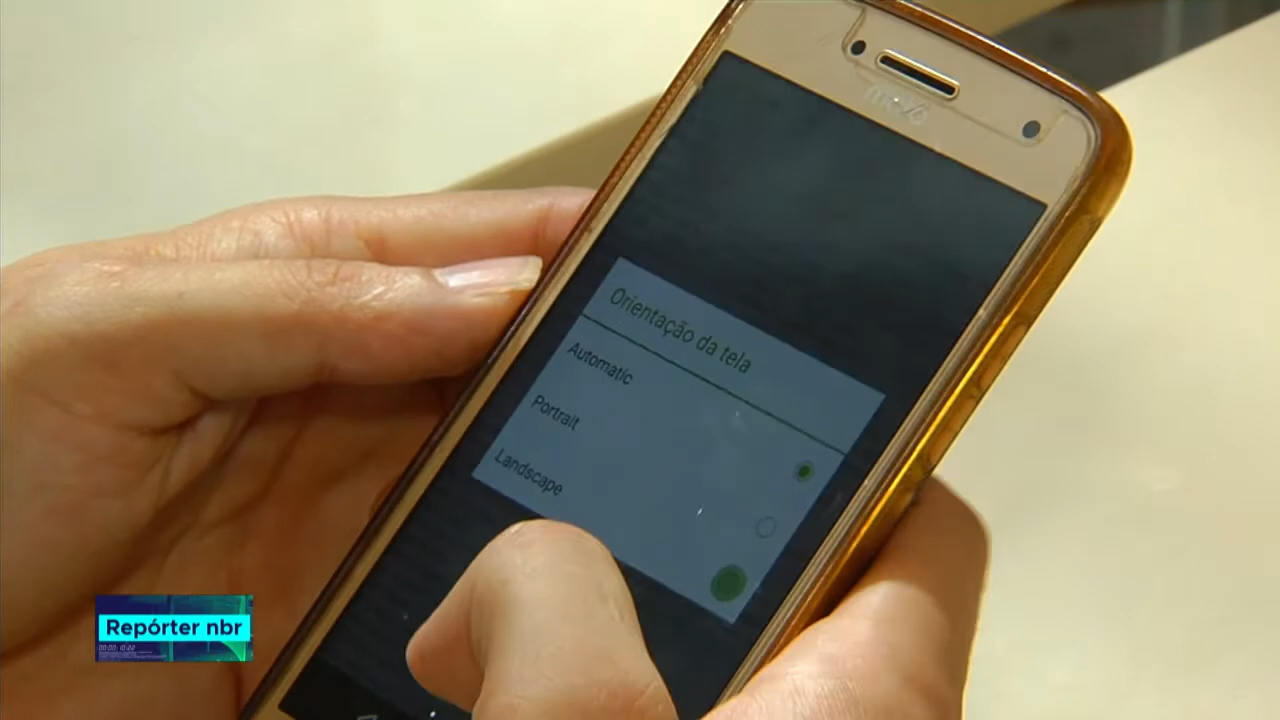 Orientação da tela
Automatic
Portrait
Landscape
Repórter nbr